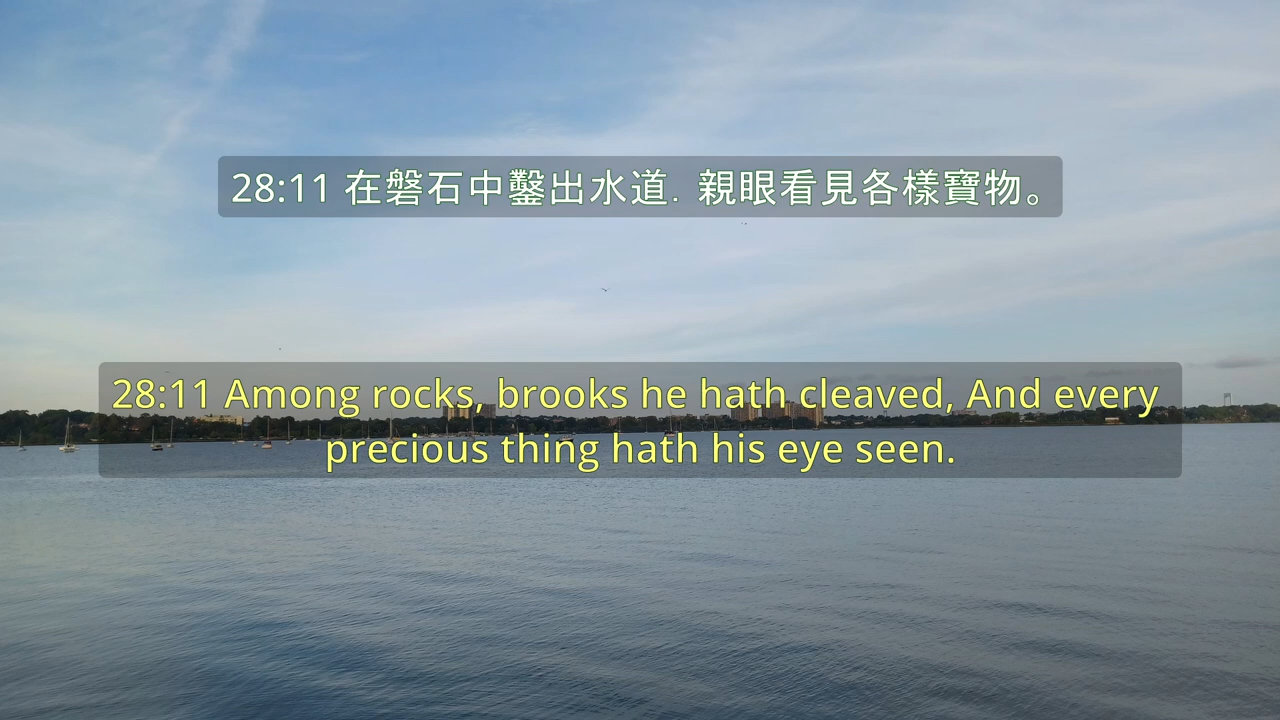 28:11 在磐石中鑿出水道．親眼看見各樣寶物。
28:11 Among rocks, brooks he hath cleaved, And every
precious thing hath his eye seen.